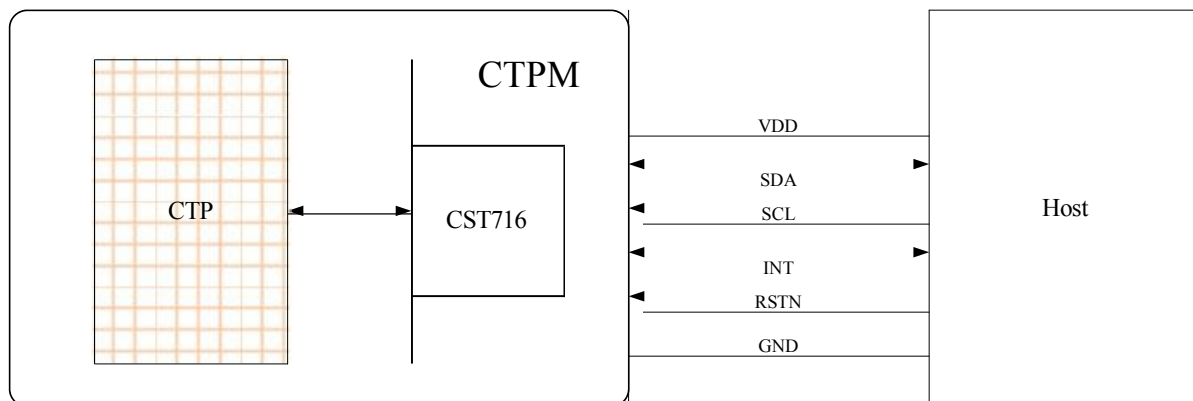 CTPM
CTP
CST716
VDD
SDA
SCL
INT
RSTN
GND
Host